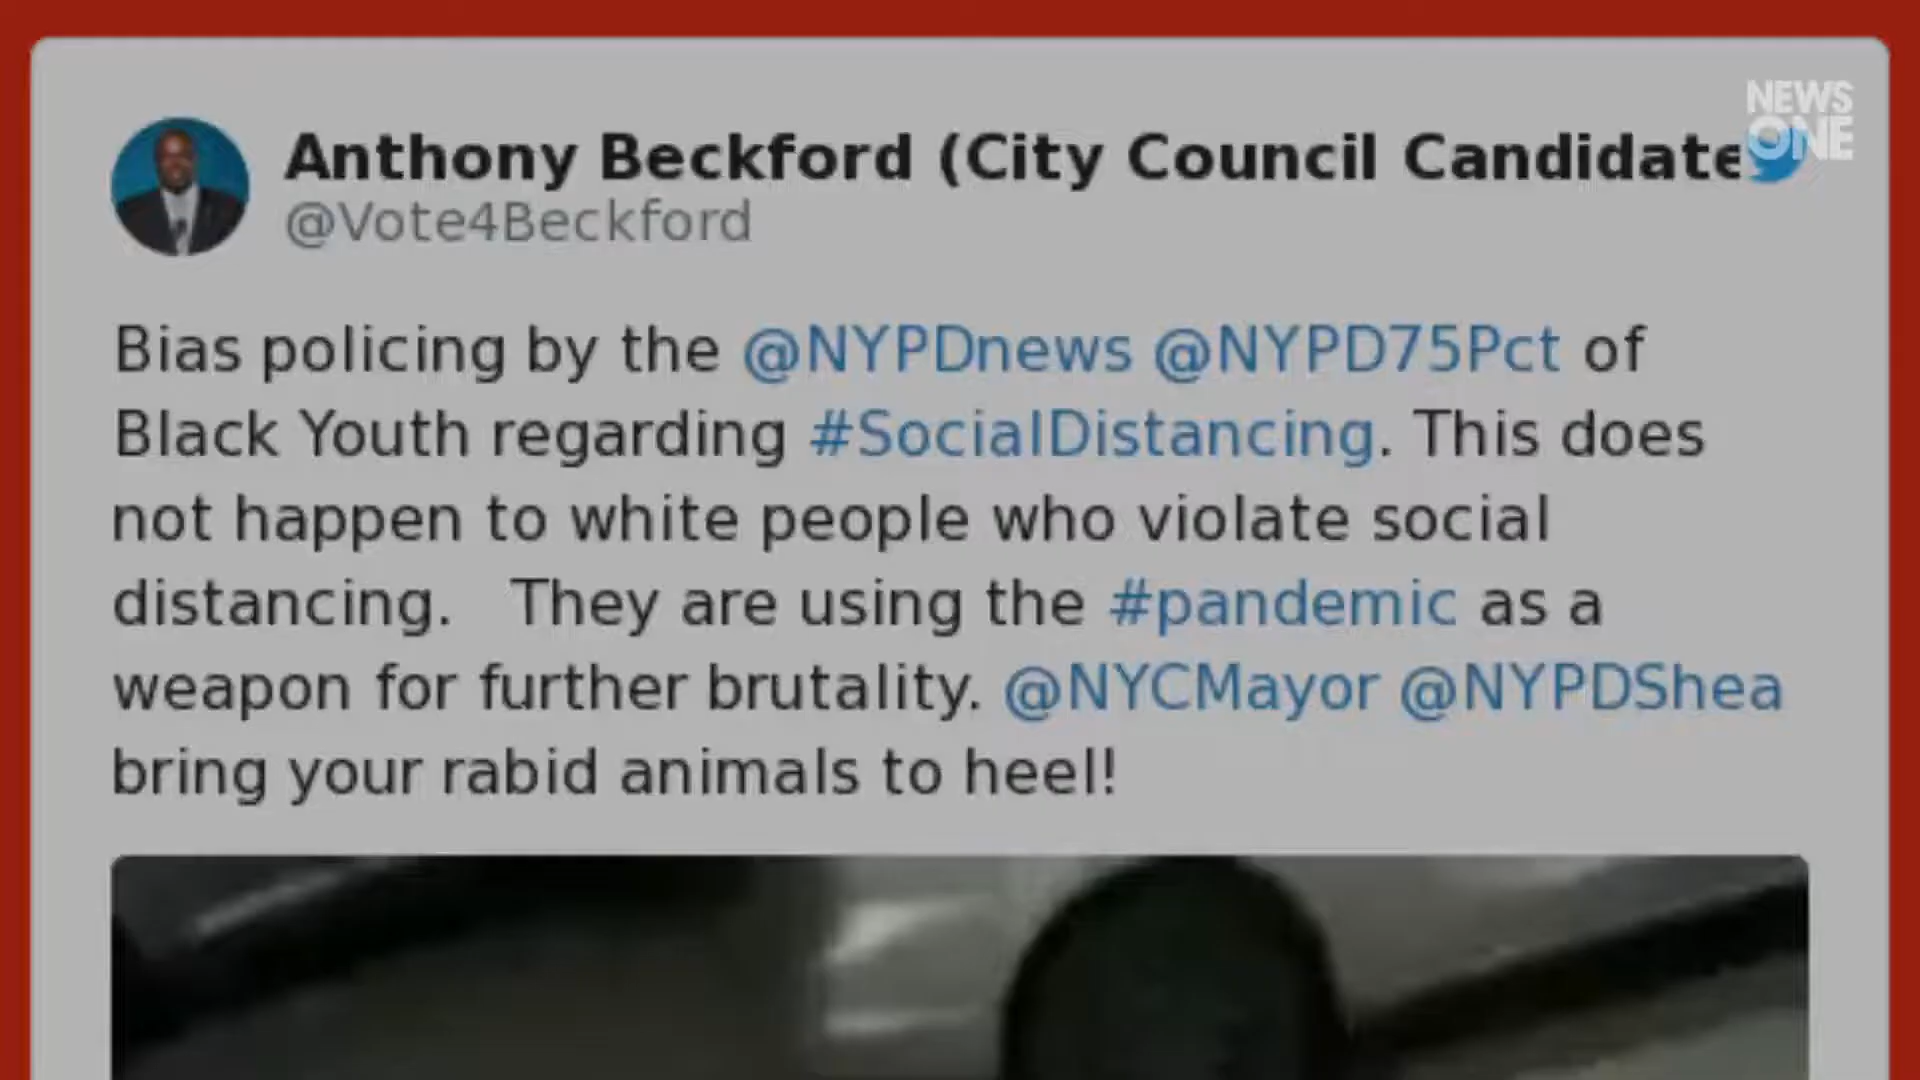 NEWS
ONE
Anthony Beckford (City Council Candidate
@Vote4Beckford
Bias policing by the @NYPDnews @NYPD75Pct of
Black Youth regarding #SocialDistancing. This does
not happen to white people who violate social
distancing.   They are using the #pandemic as a
weapon for further brutality. @NYCMayor @NYPDShea
bring your rabid animals to heel!